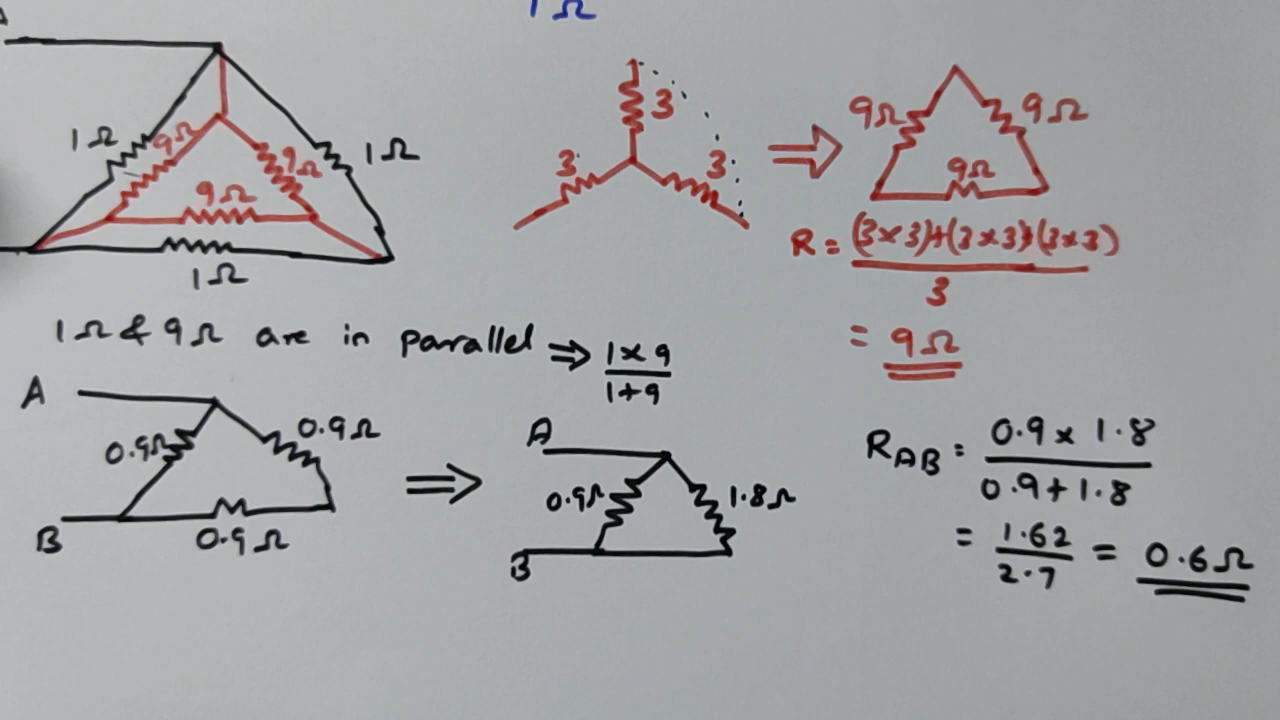 1Ω
A
1Ω
9Ω
9Ω
1Ω
9Ω
1Ω
3
3
3
⇒
9Ω
9Ω
9Ω
R = (3×3)+(3×3)+(3×3)
3
= 9Ω
1Ω & 9Ω are in parallel ⇒ 1×9
1+9
A
0.9Ω
0.9Ω
0.9Ω
B
⇒
A
0.9Ω
1.8Ω
B
RAB = 0.9 × 1.8
0.9 + 1.8
= 1.62
2.7
= 0.6Ω